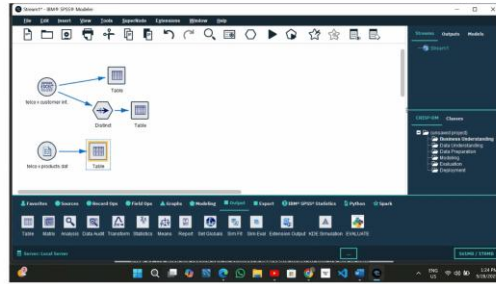 Stream1* - IBM® SPSS® Modeler
File Edit Insert View Tools SuperNode Extensions Window Help
Streams Outputs Models
Stream1
Table
telco x customer inf.
Distinct
Table
telco x products.dat
Table
CRISP-DM Classes
(unsaved project)
Business Understanding
Data Understanding
Data Preparation
Modeling
Evaluation
Deployment
Favorites Sources Record Ops Field Ops Graphs Modeling Output Export IBM® SPSS® Statistics Python Spark
Table Matrix Analysis Data Audit Transform Statistics Means Report Set Globals Sim Fit Sim Eval Extension Output KDE Simulation EVALUATE
Server: Local Server
ENG
US